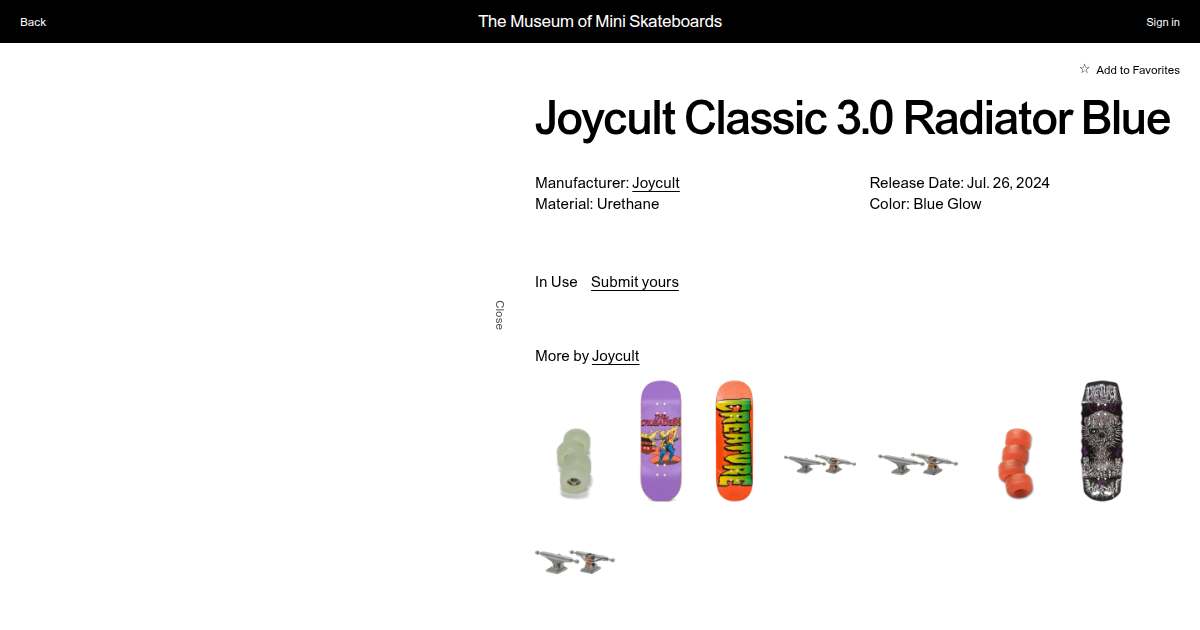 Back
The Museum of Mini Skateboards
Sign in
☆ Add to Favorites
Joycult Classic 3.0 Radiator Blue
Manufacturer: Joycult
Material: Urethane
Release Date: Jul. 26, 2024
Color: Blue Glow
In Use Submit yours
Close
More by Joycult
CREATURE